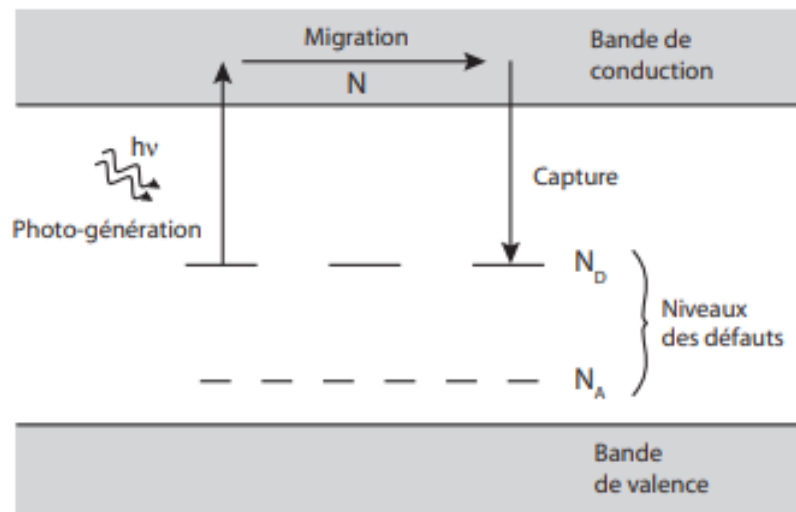 Migration
Bande de
conduction
N
hν
Capture
Photo-génération
N_D
Niveaux
des défauts
N_A
Bande
de valence